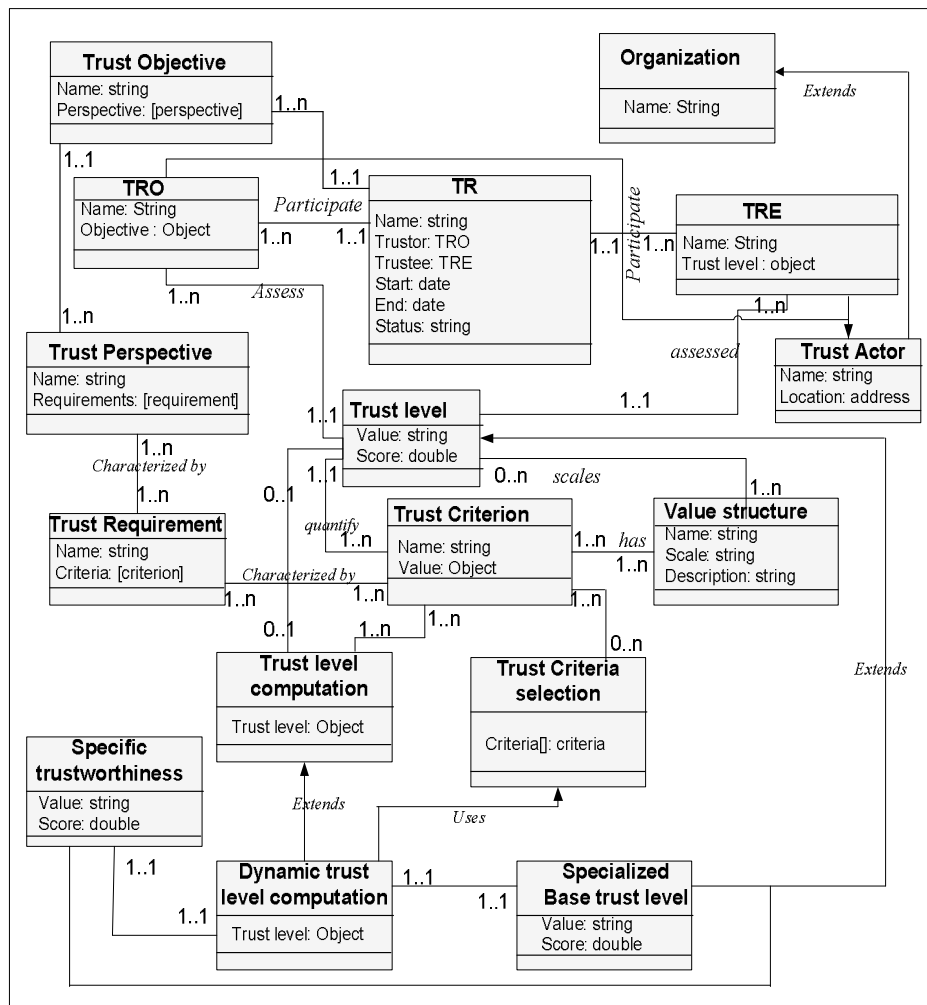 Trust Objective
Name: string
Perspective: [perspective]
Organization
Name: String
Extends
1..n
1..1
TRO
Name: String
Objective : Object
1..1
Participate
1..n
1..1
TR
Name: string
Trustor: TRO
Trustee: TRE
Start: date
End: date
Status: string
1..1
Participate
1..n
TRE
Name: String
Trust level : object
1..n
Assess
1..n
1..n
Trust Perspective
Name: string
Requirements: [requirement]
assessed
Trust Actor
Name: string
Location: address
1..1
1..1
Trust level
Value: string
Score: double
1..n
Characterized by
1..n
0..1
1..1
0..n
scales
1..n
Trust Requirement
Name: string
Criteria: [criterion]
quantify
1..n
Trust Criterion
Name: string
Value: Object
1..n
has
1..n
Value structure
Name: string
Scale: string
Description: string
Characterized by
1..n
1..n
1..n
0..1
1..n
1..n
0..n
Trust level
computation
Trust level: Object
Trust Criteria
selection
Criteria[]: criteria
Extends
Specific
trustworthiness
Value: string
Score: double
Extends
Uses
1..1
1..1
Dynamic trust
level computation
Trust level: Object
1..1
1..1
Specialized
Base trust level
Value: string
Score: double